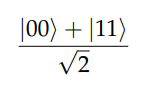 |00⟩ + |11⟩
√2